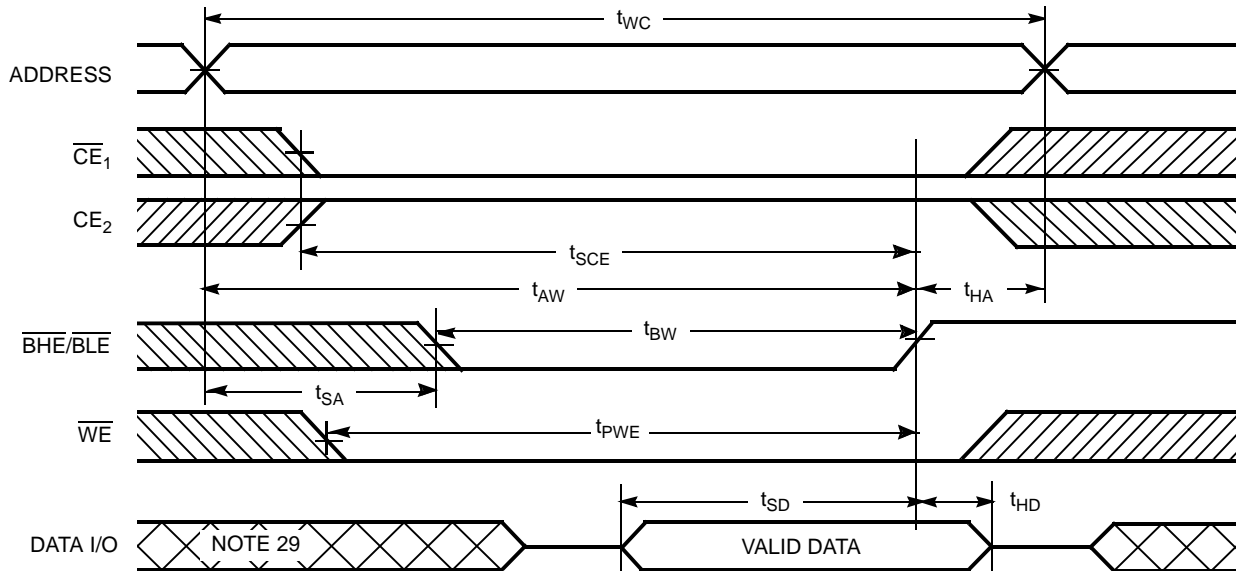 tWC
ADDRESS
CE1
CE2
tSCE
tAW
tHA
BHE/BLE
tBW
tSA
WE
tPWE
tSD
tHD
DATA I/O
NOTE 29
VALID DATA